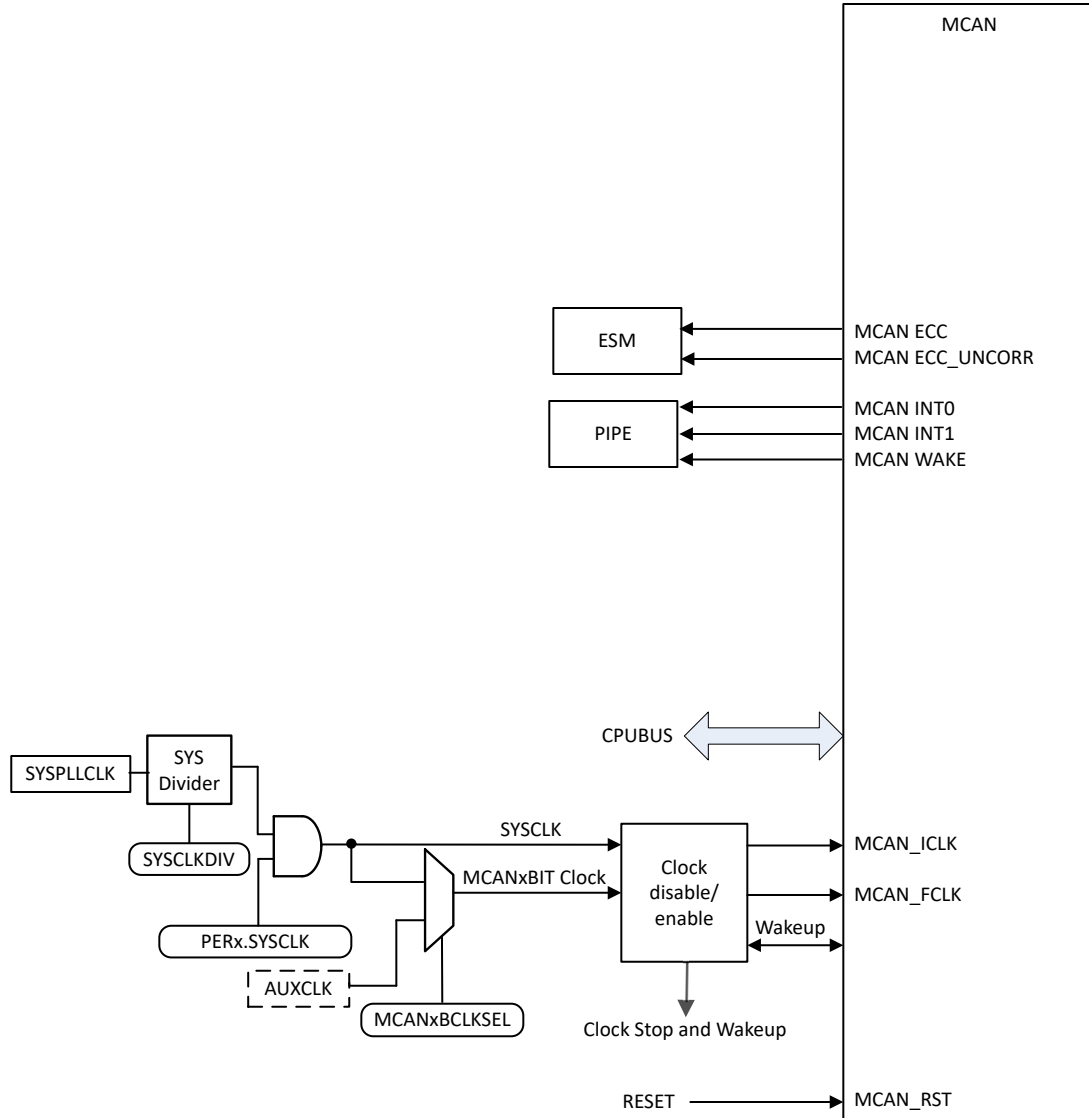 MCAN
ESM
MCAN ECC
MCAN ECC_UNCORR
PIPE
MCAN INT0
MCAN INT1
MCAN WAKE
CPUBUS
SYSPLLCLK
SYS
Divider
SYSCLKDIV
PERx.SYSCLK
AUXCLK
MCANxBCLKSEL
SYSCLK
MCANxBIT Clock
Clock
disable/
enable
MCAN_ICLK
MCAN_FCLK
Wakeup
Clock Stop and Wakeup
RESET
MCAN_RST